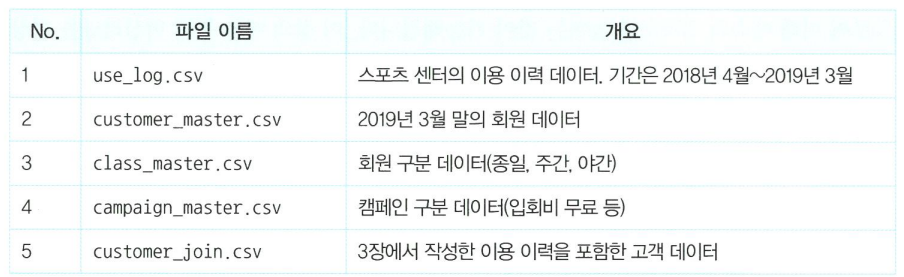 No. 파일 이름 개요
1 use_log.csv 스포츠 센터의 이용 이력 데이터. 기간은 2018년 4월~2019년 3월
2 customer_master.csv 2019년 3월 말의 회원 데이터
3 class_master.csv 회원 구분 데이터(종일, 주간, 야간)
4 campaign_master.csv 캠페인 구분 데이터(입회비 무료 등)
5 customer_join.csv 3장에서 작성한 이용 이력을 포함한 고객 데이터